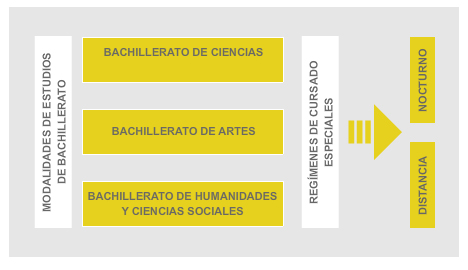 MODALIDADES DE ESTUDIOS
DE BACHILLERATO
BACHILLERATO DE CIENCIAS
BACHILLERATO DE ARTES
BACHILLERATO DE HUMANIDADES
Y CIENCIAS SOCIALES
REGÍMENES DE CURSADO
ESPECIALES
NOCTURNO
DISTANCIA